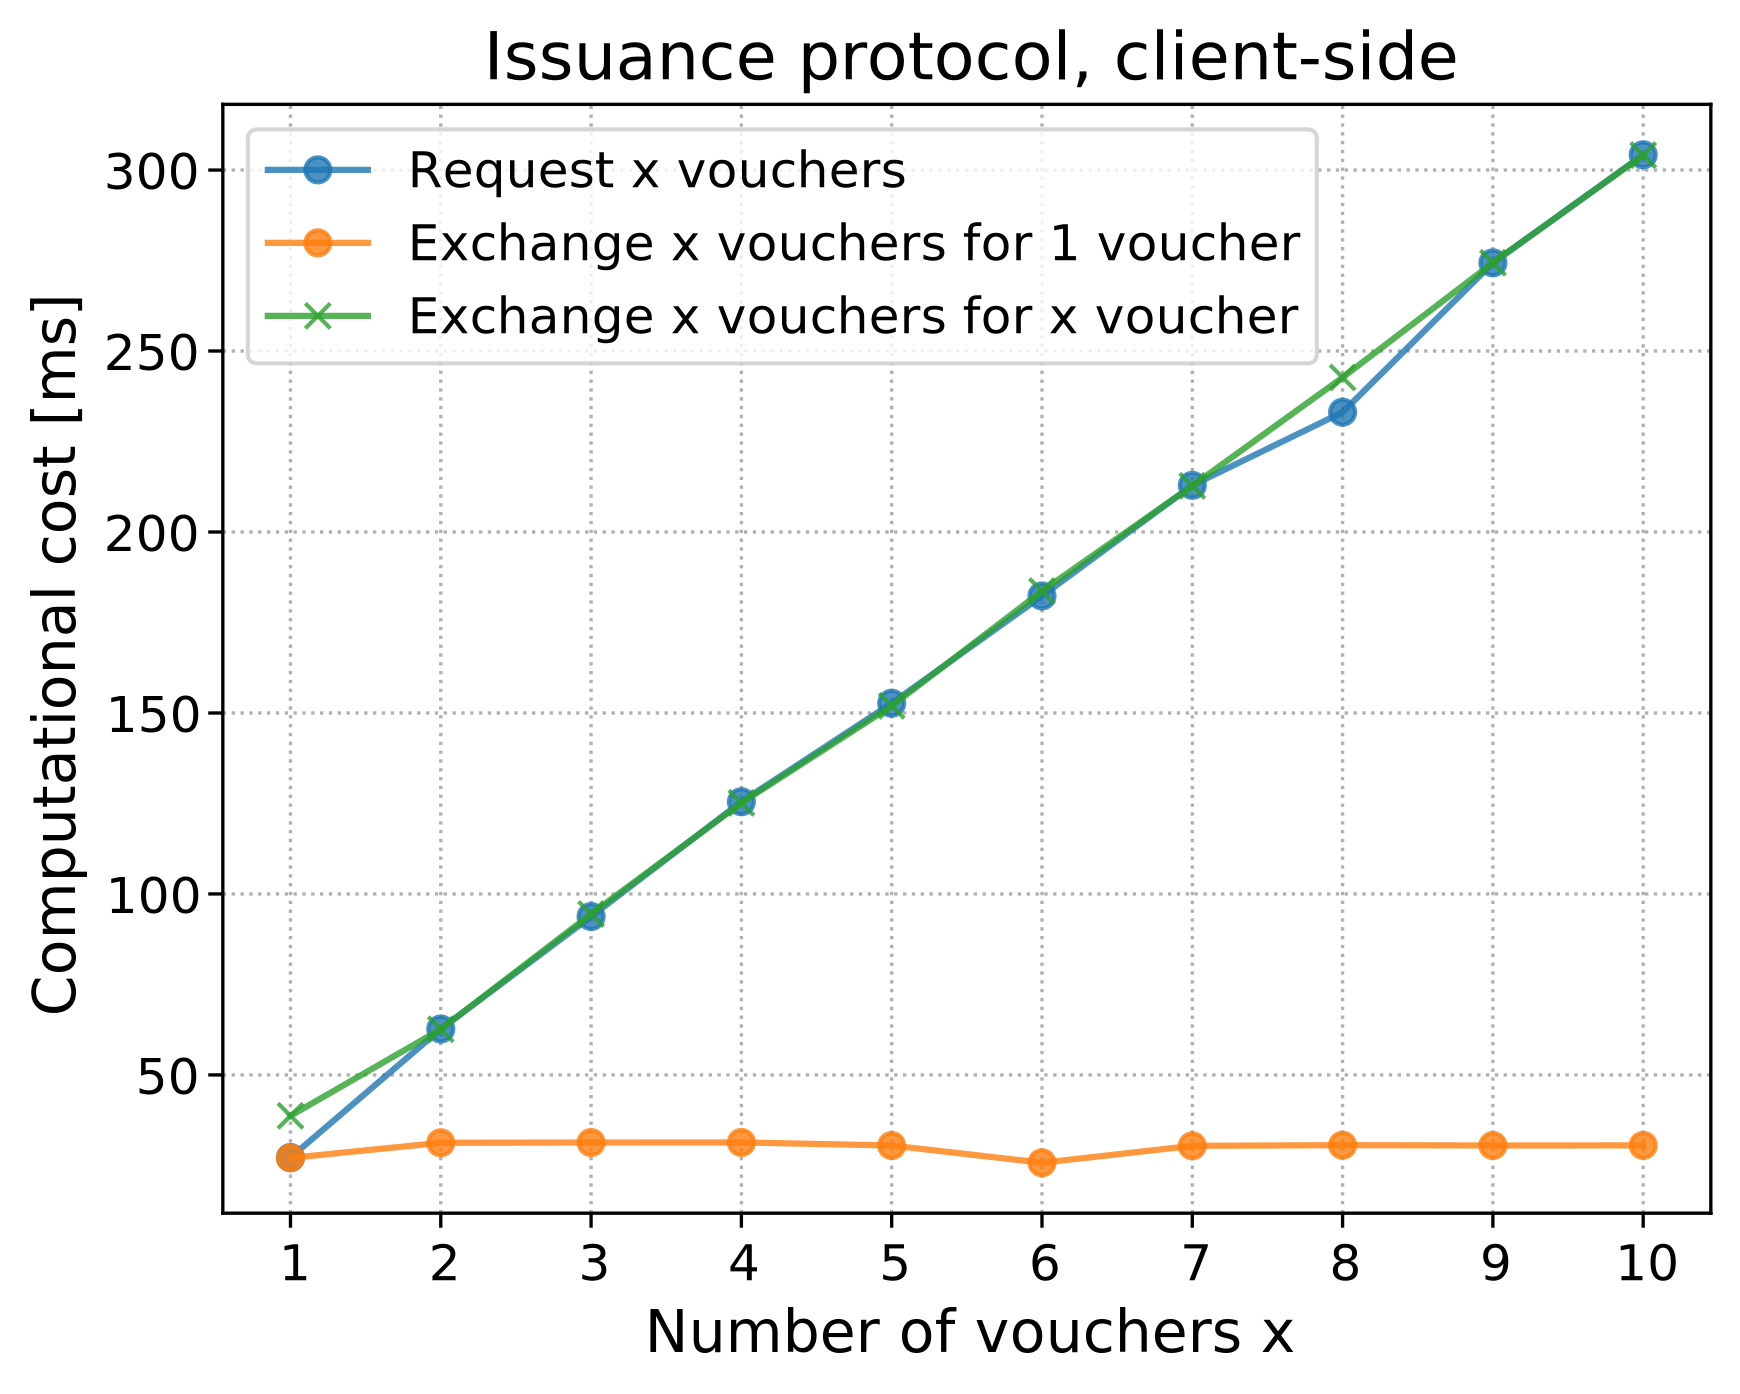 Issuance protocol, client-side
Request x vouchers
Exchange x vouchers for 1 voucher
Exchange x vouchers for x voucher
Computational cost [ms]
300
250
200
150
100
50
1 2 3 4 5 6 7 8 9 10
Number of vouchers x